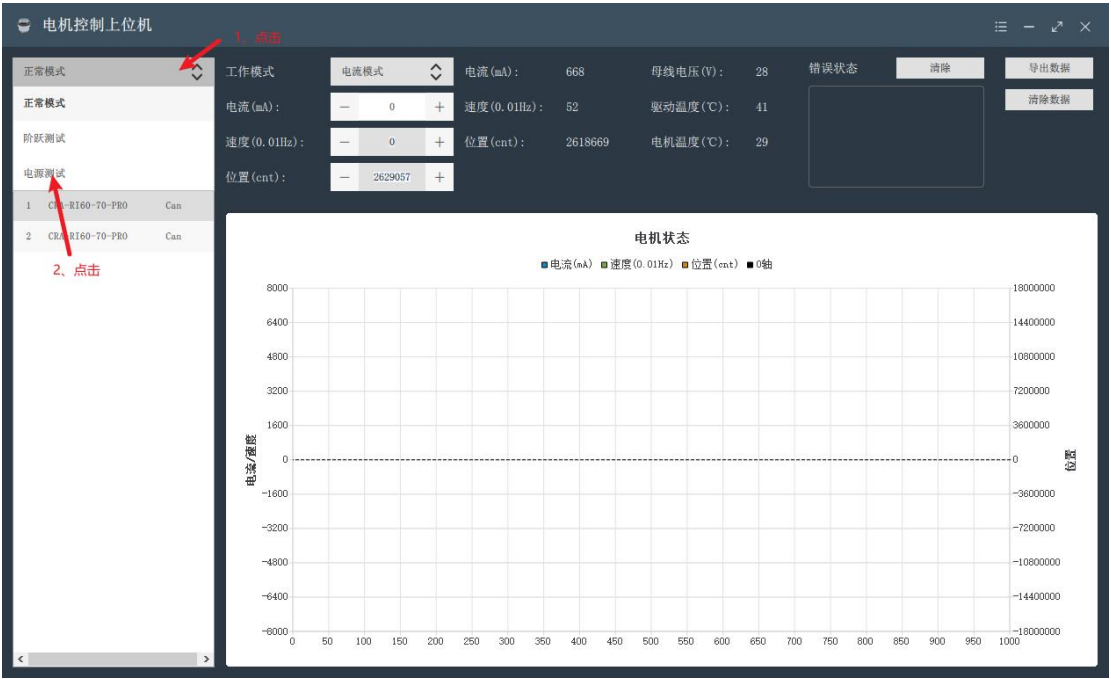 电机控制上位机
1、点击
正常模式
正常模式
阶跃测试
电源测试
1 CRA-RI60-70-PRO Can
2 CRA-RI60-70-PRO Can
2、点击
工作模式 电流模式 电流(mA): 668 母线电压(V): 28 错误状态 清除 导出数据
电流(mA): − 0 + 速度(0.01Hz): 52 驱动温度(℃): 41 清除数据
速度(0.01Hz): − 0 + 位置(cnt): 2618669 电机温度(℃): 29
位置(cnt): − 2629057 +
电机状态
电流(mA) 速度(0.01Hz) 位置(cnt) 0轴
8000 18000000
6400 14400000
4800 10800000
3200 7200000
1600 3600000
0 0
-1600 -3600000
-3200 -7200000
-4800 -10800000
-6400 -14400000
-8000 -18000000
电流/速度
位置
0 50 100 150 200 250 300 350 400 450 500 550 600 650 700 750 800 850 900 950 1000